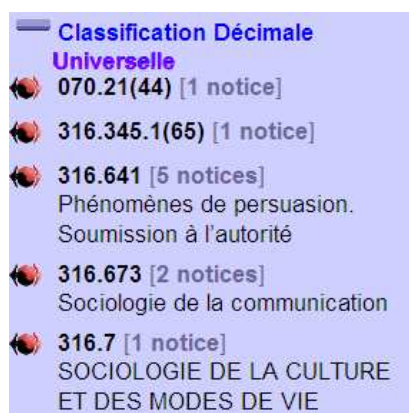 Classification Décimale
Universelle
070.21(44) [1 notice]
316.345.1(65) [1 notice]
316.641 [5 notices]
Phénomènes de persuasion.
Soumission à l'autorité
316.673 [2 notices]
Sociologie de la communication
316.7 [1 notice]
SOCIOLOGIE DE LA CULTURE
ET DES MODES DE VIE